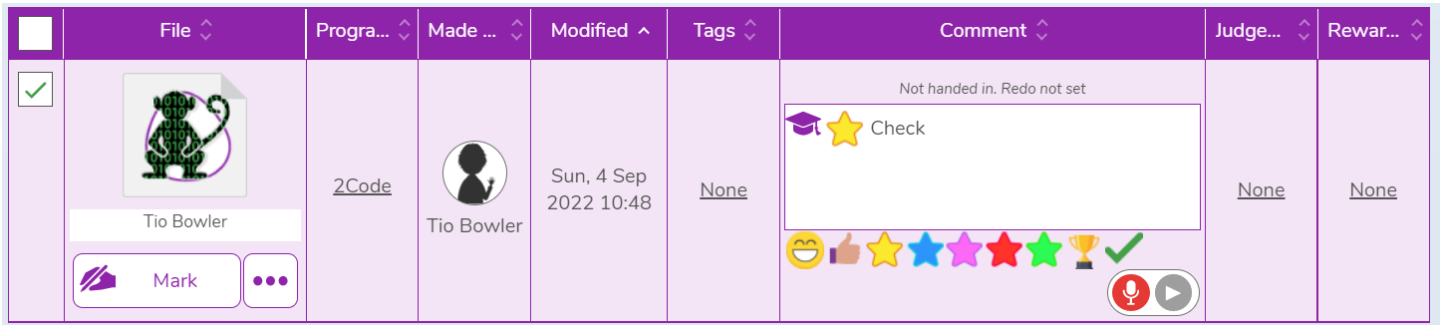 File Progra... Made ... Modified Tags Comment Judge... Rewar...
Not handed in. Redo not set
Check
Tio Bowler
2Code
Tio Bowler
Sun, 4 Sep
2022 10:48
None
None
None
Mark